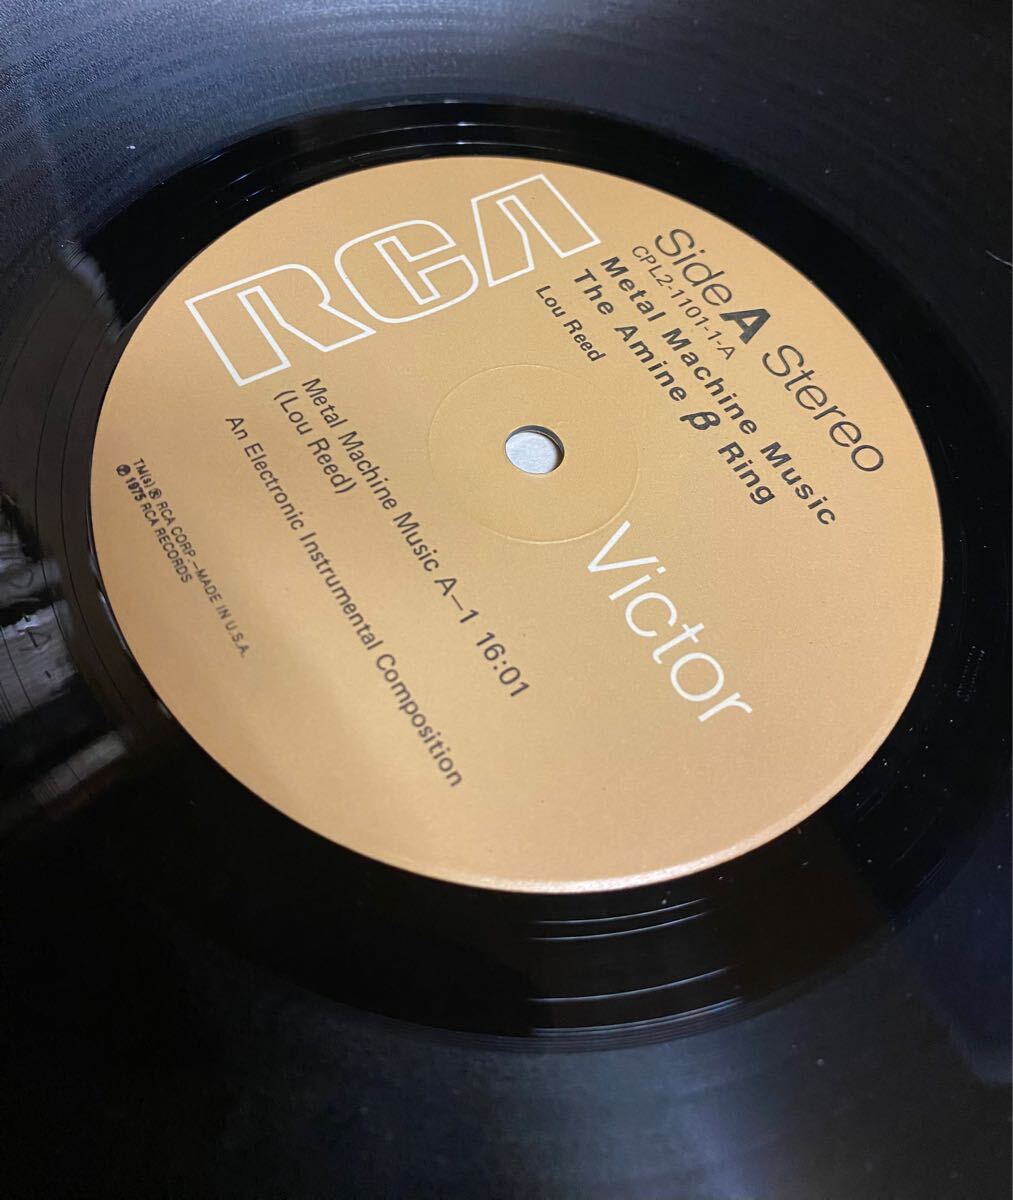 RCA
Side A Stereo
CPL2-1101-1-A
Metal Machine Music
The Amine β Ring
Lou Reed
Victor
Metal Machine Music A—1 16:01
(Lou Reed)
An Electronic Instrumental Composition
TM(s) ® RCA CORP.—MADE IN U.S.A.
℗ 1975 RCA RECORDS